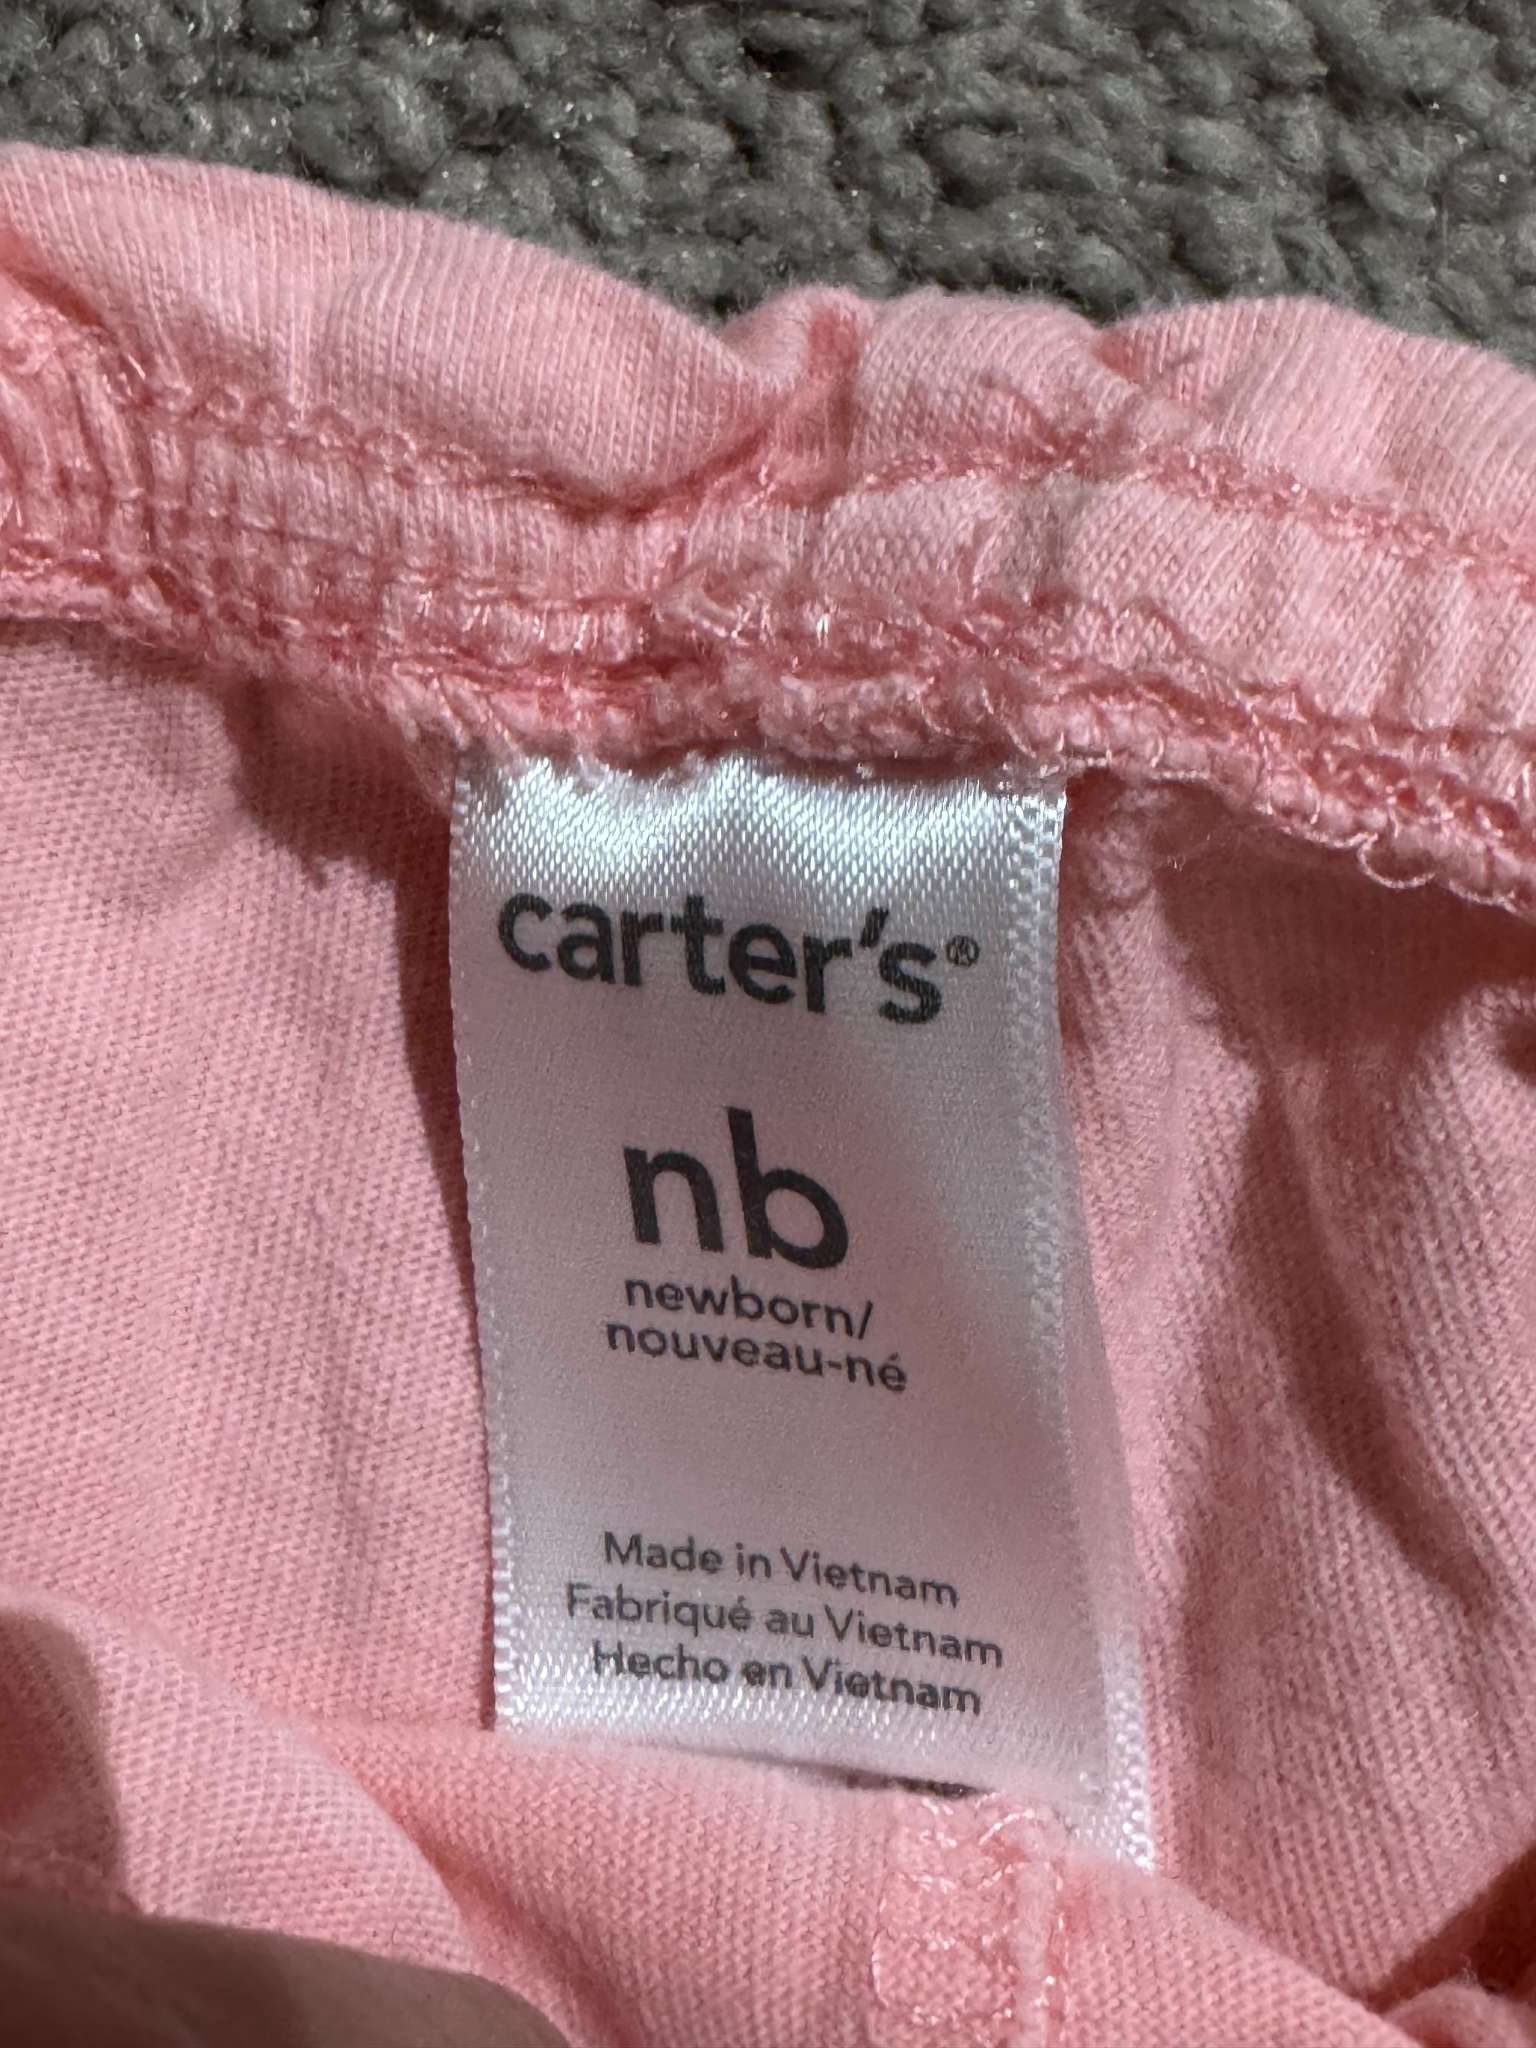 carter's®
nb
newborn/
nouveau-né
Made in Vietnam
Fabriqué au Vietnam
Hecho en Vietnam